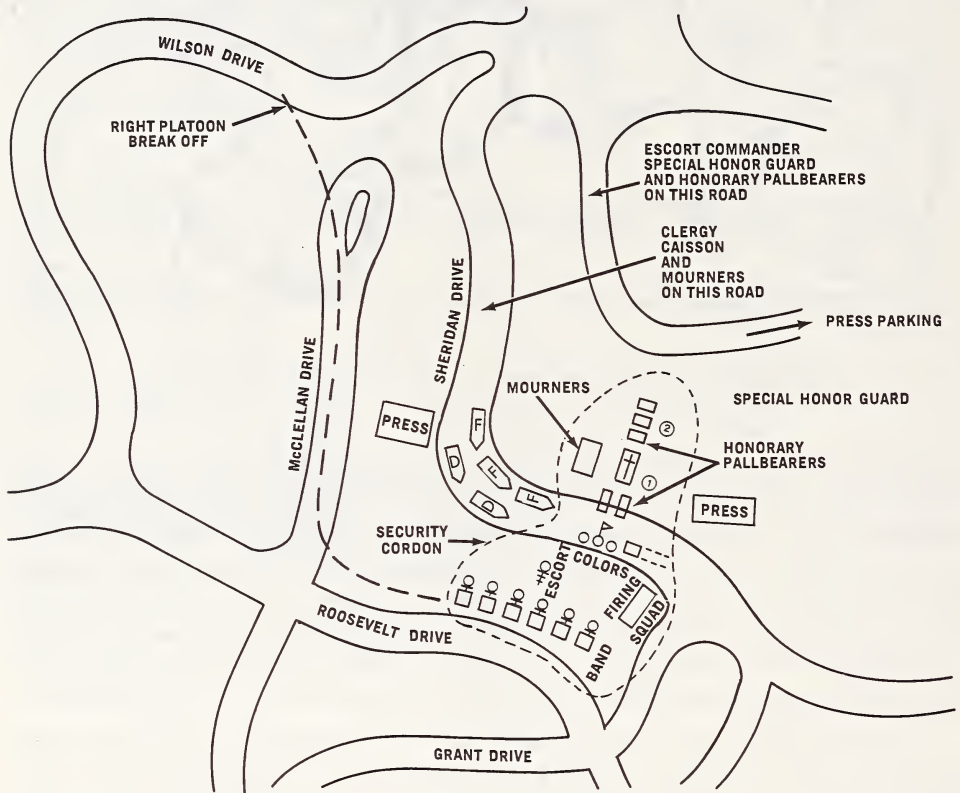 WILSON DRIVE
RIGHT PLATOON
BREAK OFF
ESCORT COMMANDER
SPECIAL HONOR GUARD
AND HONORARY PALLBEARERS
ON THIS ROAD
CLERGY
CAISSON
AND
MOURNERS
ON THIS ROAD
SHERIDAN DRIVE
PRESS PARKING
McCLELLAN DRIVE
MOURNERS
SPECIAL HONOR GUARD
PRESS
F
D
F
F
D
2
HONORARY
PALLBEARERS
1
PRESS
SECURITY
CORDON
COLORS
ESCORT
FIRING
SQUAD
BAND
ROOSEVELT DRIVE
GRANT DRIVE